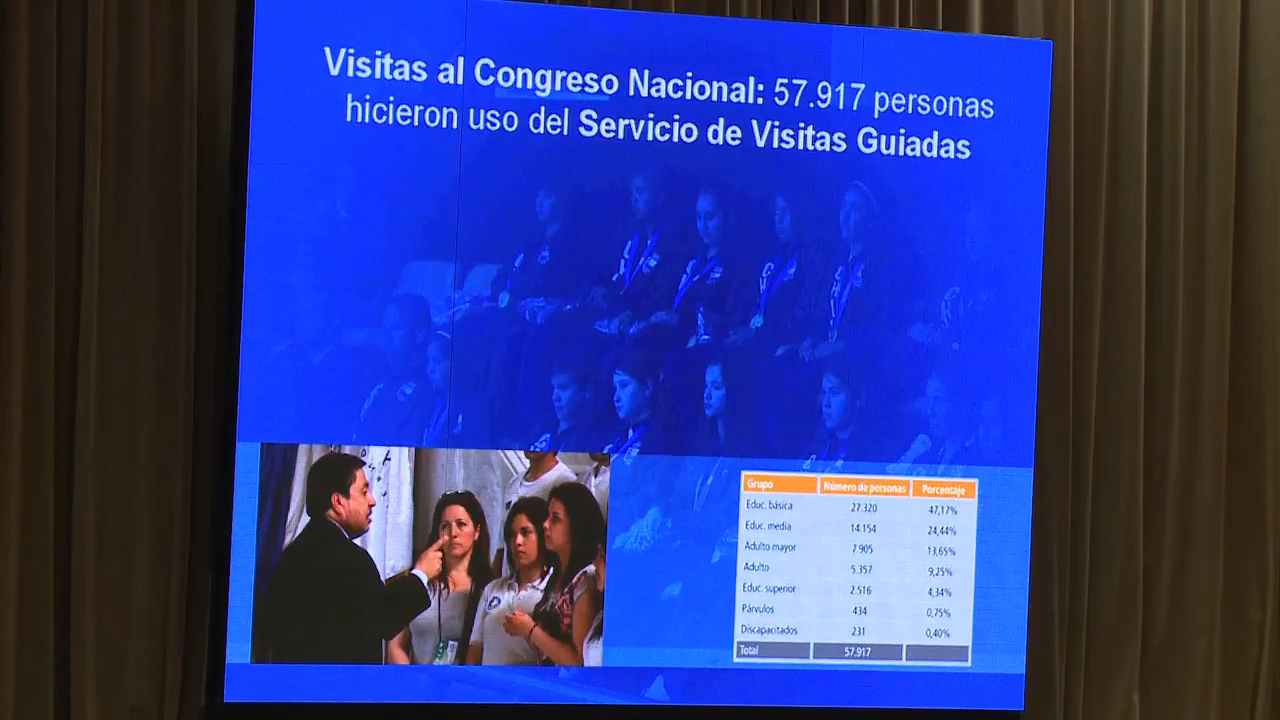 Visitas al Congreso Nacional: 57.917 personas
hicieron uso del Servicio de Visitas Guiadas
Grupo Número de personas Porcentaje
Educ. básica 27.320 47,17%
Educ. media 14.154 24,44%
Adulto mayor 7.905 13,65%
Adulto 5.357 9,25%
Educ. superior 2.516 4,34%
Párvulos 434 0,75%
Discapacitados 231 0,40%
Total 57.917